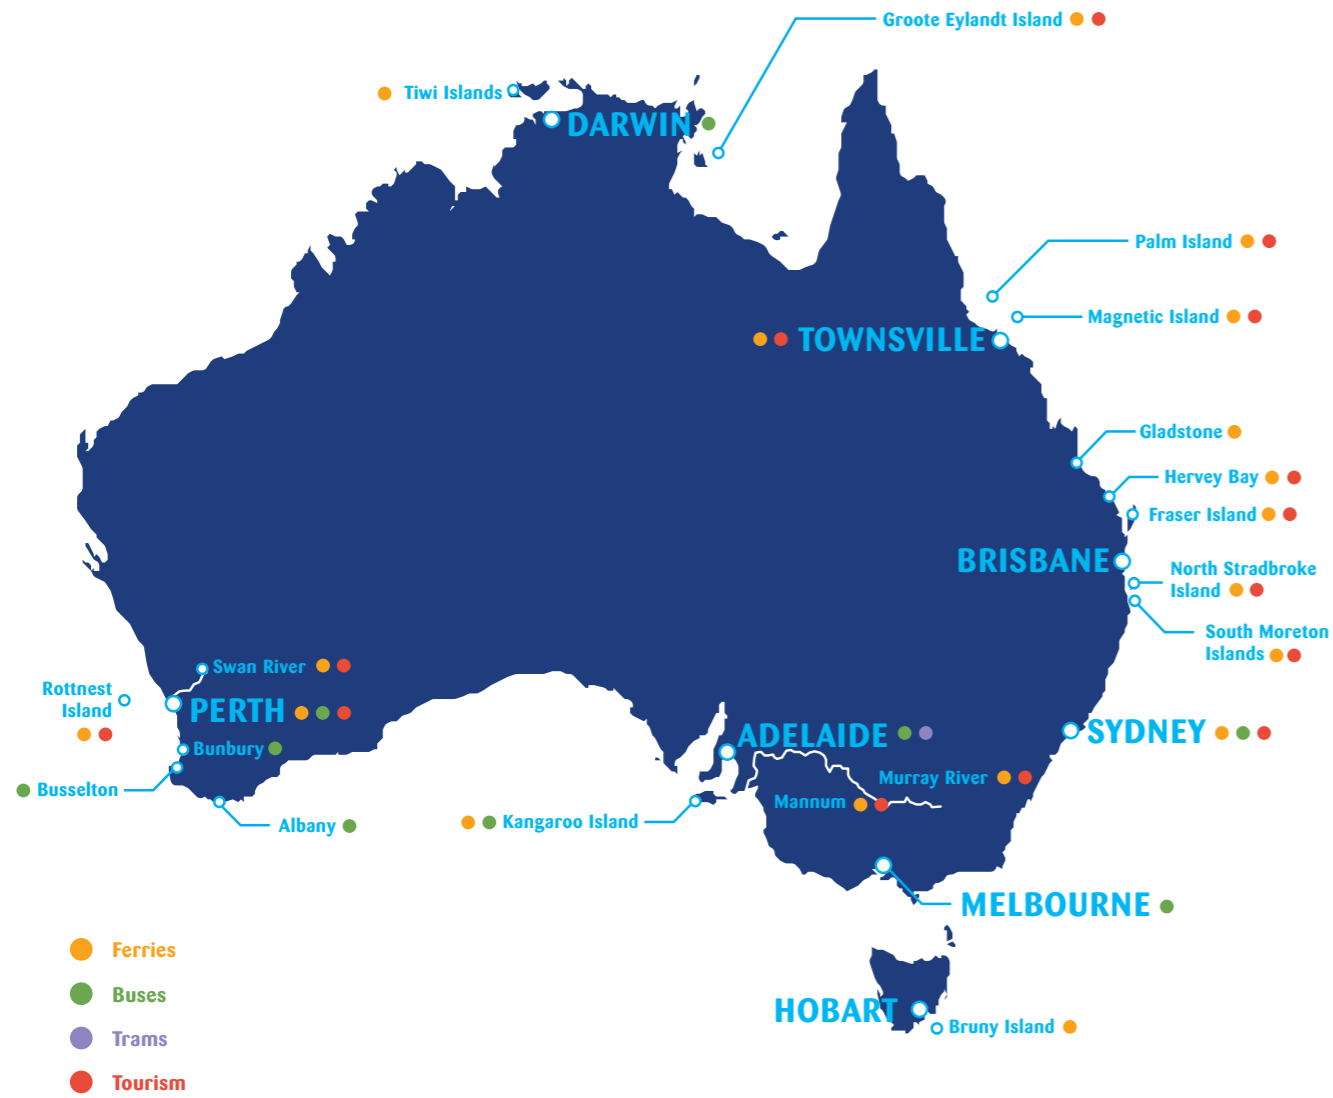 Groote Eylandt Island
Tiwi Islands
DARWIN
Palm Island
Magnetic Island
TOWNSVILLE
Gladstone
Hervey Bay
Fraser Island
BRISBANE
North Stradbroke
Island
South Moreton
Islands
Swan River
Rottnest
Island
PERTH
ADELAIDE
SYDNEY
Bunbury
Murray River
Busselton
Mannum
Albany
Kangaroo Island
MELBOURNE
HOBART
Bruny Island
Ferries
Buses
Trams
Tourism